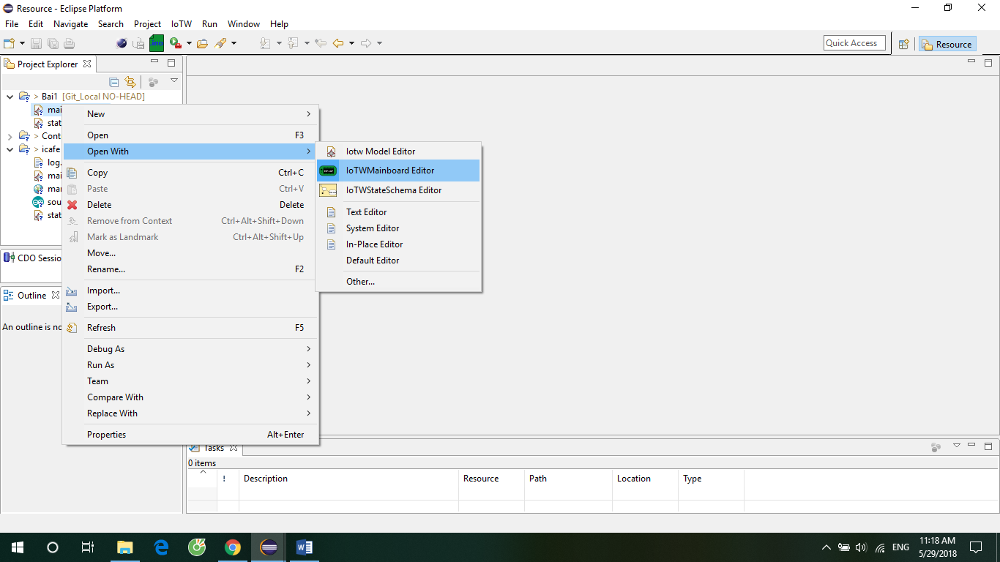 Resource - Eclipse Platform
File Edit Navigate Search Project IoTW Run Window Help
.ino
Quick Access
Resource
Project Explorer
> Bai1 [Git_Local NO-HEAD]
mai
stat
> Cont
> icafe
log.
mai
mai
sou
stat
CDO Sessio
Outline
An outline is no
New
Open F3
Open With
Copy Ctrl+C
Paste Ctrl+V
Delete Delete
Remove from Context Ctrl+Alt+Shift+Down
Mark as Landmark Ctrl+Alt+Shift+Up
Move...
Rename... F2
Import...
Export...
Refresh F5
Debug As
Run As
Team
Compare With
Replace With
Properties Alt+Enter
Iotw Model Editor
IoTWMainboard Editor
IoTWStateSchema Editor
Text Editor
System Editor
In-Place Editor
Default Editor
Other...
Tasks
0 items
! Description Resource Path Location Type
ENG
11:18 AM
5/29/2018